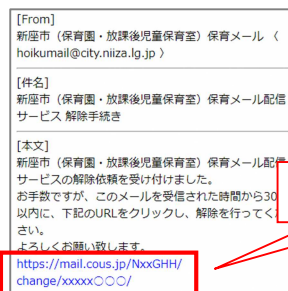 [From]
新座市（保育園・放課後児童保育室）保育メール〈
hoikumail@city.niiza.lg.jp 〉
[件名]
新座市（保育園・放課後児童保育室）保育メール配信
サービス 解除手続き
[本文]
新座市（保育園・放課後児童保育室）保育メール配信
サービスの解除依頼を受け付けました。
お手数ですが、このメールを受信された時間から30
以内に、下記のURLをクリックし、解除を行ってく
さい。
よろしくお願い致します。
https://mail.cous.jp/NxxGHH/
change/xxxxx○○○/